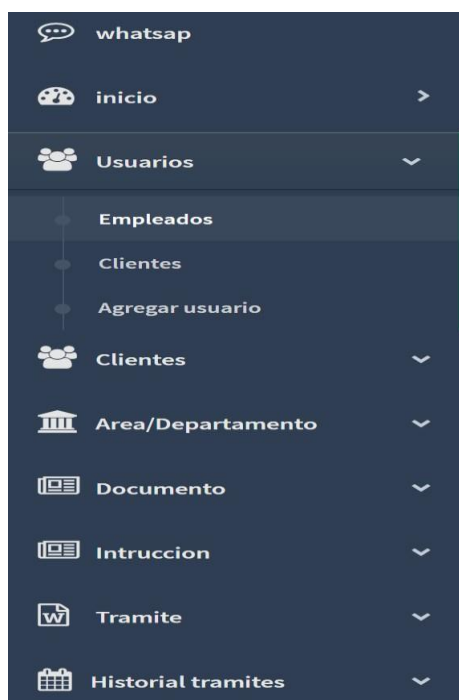 whatsap
inicio
Usuarios
Empleados
Clientes
Agregar usuario
Clientes
Area/Departamento
Documento
Intruccion
Tramite
Historial tramites